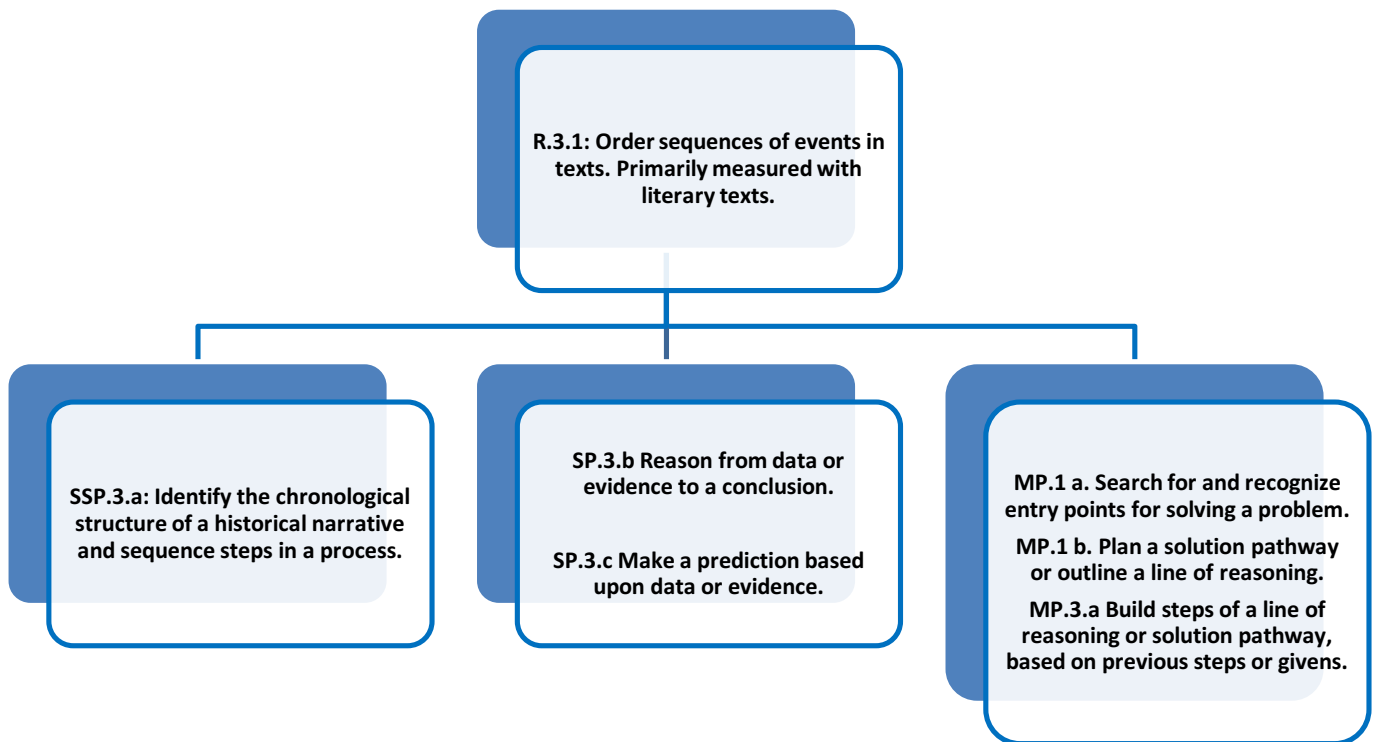 R.3.1: Order sequences of events in
texts. Primarily measured with
literary texts.
SSP.3.a: Identify the chronological
structure of a historical narrative
and sequence steps in a process.
SP.3.b Reason from data or
evidence to a conclusion.
SP.3.c Make a prediction based
upon data or evidence.
MP.1 a. Search for and recognize
entry points for solving a problem.
MP.1 b. Plan a solution pathway
or outline a line of reasoning.
MP.3.a Build steps of a line of
reasoning or solution pathway,
based on previous steps or givens.